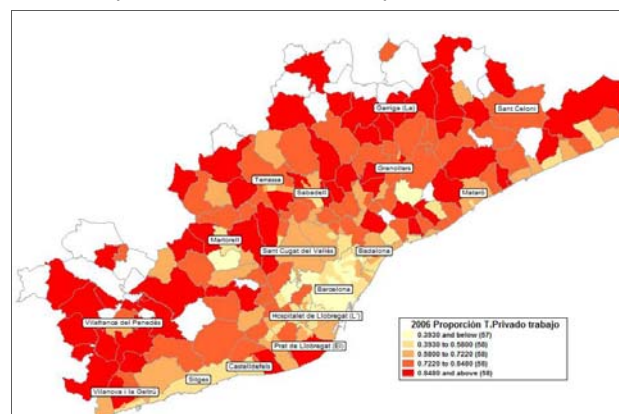 Garriga (La)
Sant Celoni
Granollers
Terrassa
Sabadell
Mataró
Martorell
Sant Cugat del Vallès
Badalona
Barcelona
Vilafranca del Penedès
Hospitalet de Llobregat (L')
Prat de Llobregat (El)
Castelldefels
Sitges
Vilanova i la Geltrú
2006 Proporción T.Privado trabajo
0.3930 and below (57)
0.3930 to 0.5800 (58)
0.5800 to 0.7220 (58)
0.7220 to 0.8480 (58)
0.8480 and above (58)